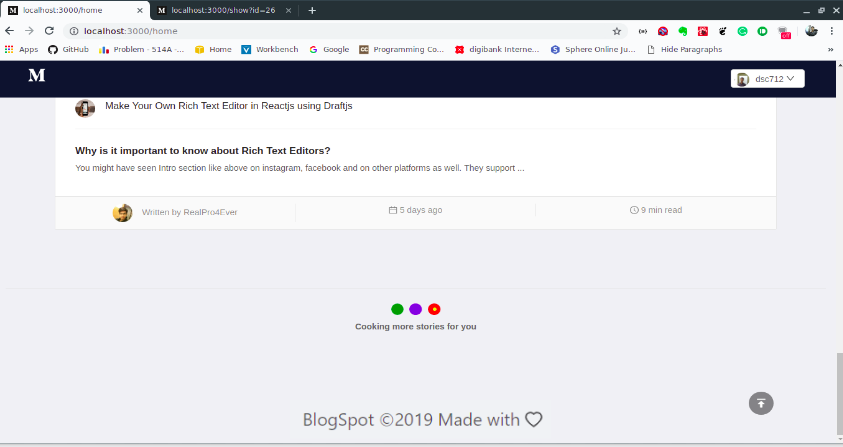 localhost:3000/home
localhost:3000/show?id=26
localhost:3000/home
Apps
GitHub
Problem - 514A -...
Home
Workbench
Google
Programming Co...
digibank Interne...
Sphere Online Ju...
Hide Paragraphs
M
dsc712
Make Your Own Rich Text Editor in Reactjs using Draftjs
Why is it important to know about Rich Text Editors?
You might have seen Intro section like above on instagram, facebook and on other platforms as well. They support ...
Written by RealPro4Ever
5 days ago
9 min read
Cooking more stories for you
BlogSpot ©2019 Made with